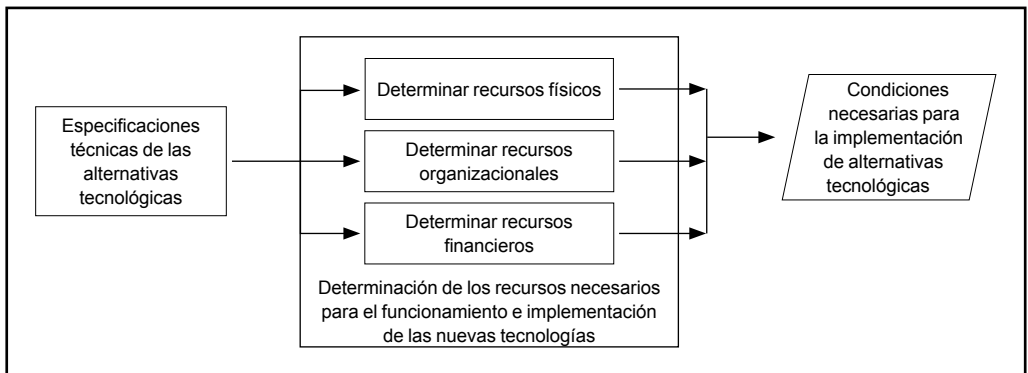 Especificaciones
técnicas de las
alternativas
tecnológicas
Determinar recursos físicos
Determinar recursos
organizacionales
Determinar recursos
financieros
Determinación de los recursos necesarios
para el funcionamiento e implementación
de las nuevas tecnologías
Condiciones
necesarias para
la implementación
de alternativas
tecnológicas